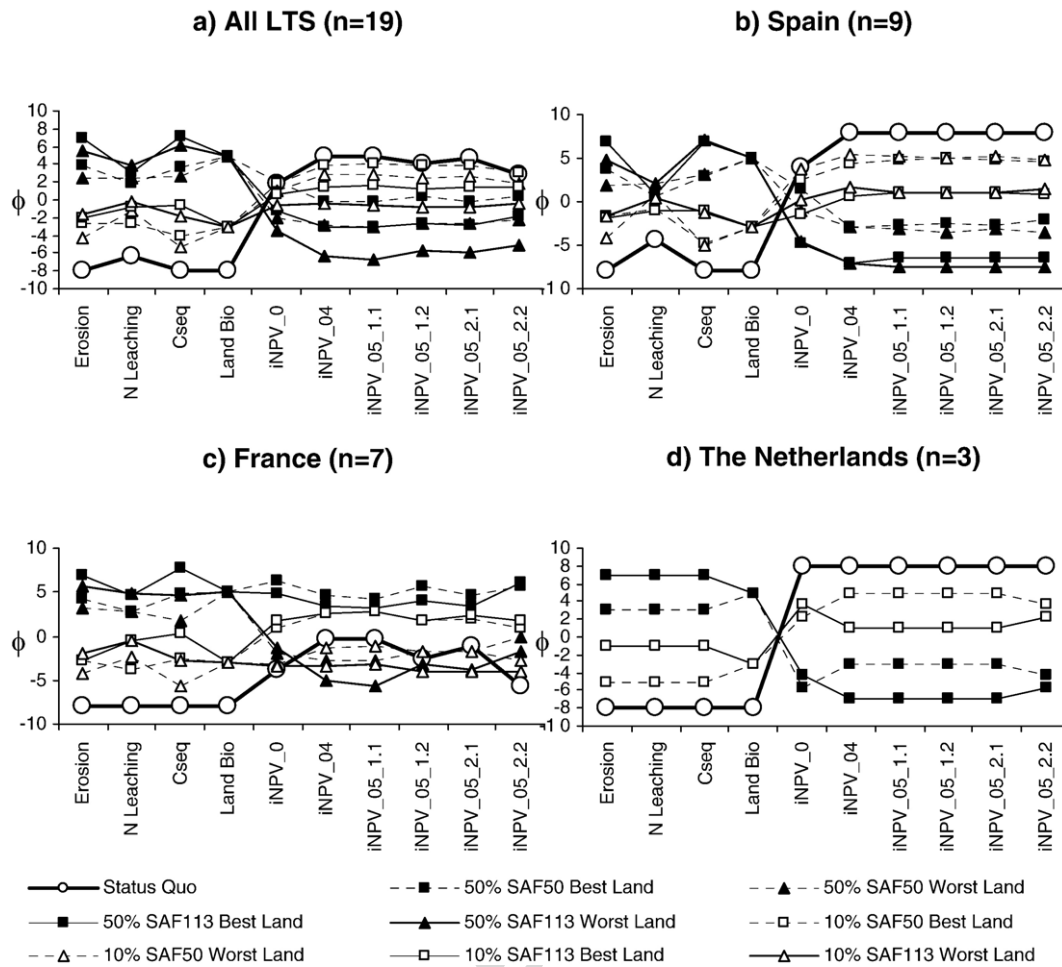 a) All LTS (n=19)
b) Spain (n=9)
10
8
6
4
2
0
-2
-4
-6
-8
-10
ϕ
Erosion
N Leaching
Cseq
Land Bio
iNPV_0
iNPV_04
iNPV_05_1.1
iNPV_05_1.2
iNPV_05_2.1
iNPV_05_2.2
10
5
0
-5
-1 0
ϕ
Erosion
N Leaching
Cseq
Land Bio
iNPV_0
iNPV_04
iNPV_05_1.1
iNPV_05_1.2
iNPV_05_2.1
iNPV_05_2.2
c) France (n=7)
d) The Netherlands (n=3)
10
5
0
-5
-10
ϕ
Erosion
N Leaching
Cseq
Land Bio
iNPV_0
iNPV_04
iNPV_05_1.1
iNPV_05_1.2
iNPV_05_2.1
iNPV_05_2.2
10
8
6
4
2
0
-2
-4
-6
-8
-1 0
ϕ
Erosion
N Leaching
Cseq
Land Bio
iNPV_0
iNPV_04
iNPV_05_1.1
iNPV_05_1.2
iNPV_05_2.1
iNPV_05_2.2
Status Quo
50% SAF50 Best Land
50% SAF50 Worst Land
50% SAF113 Best Land
50% SAF113 Worst Land
10% SAF50 Best Land
10% SAF50 Worst Land
10% SAF113 Best Land
10% SAF113 Worst Land